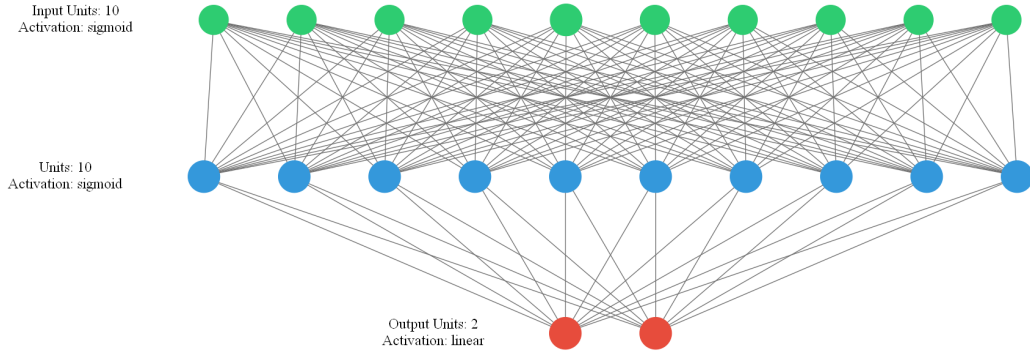 Input Units: 10
Activation: sigmoid
Units: 10
Activation: sigmoid
Output Units: 2
Activation: linear